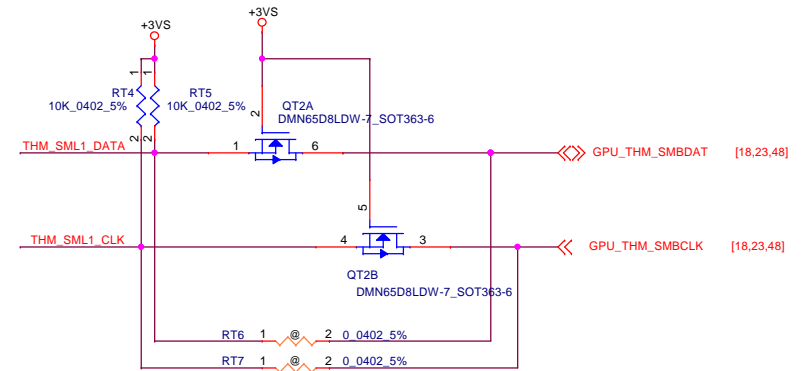 +3VS
+3VS
1
1
RT4
RT5
10K_0402_5%
10K_0402_5%
2
QT2A
DMN65D8LDW-7_SOT363-6
2
2
THM_SML1_DATA
1
6
GPU_THM_SMBDAT
[18,23,48]
5
THM_SML1_CLK
4
3
GPU_THM_SMBCLK
[18,23,48]
QT2B
DMN65D8LDW-7_SOT363-6
RT6
1
@
2
0_0402_5%
RT7
1
@
2
0_0402_5%